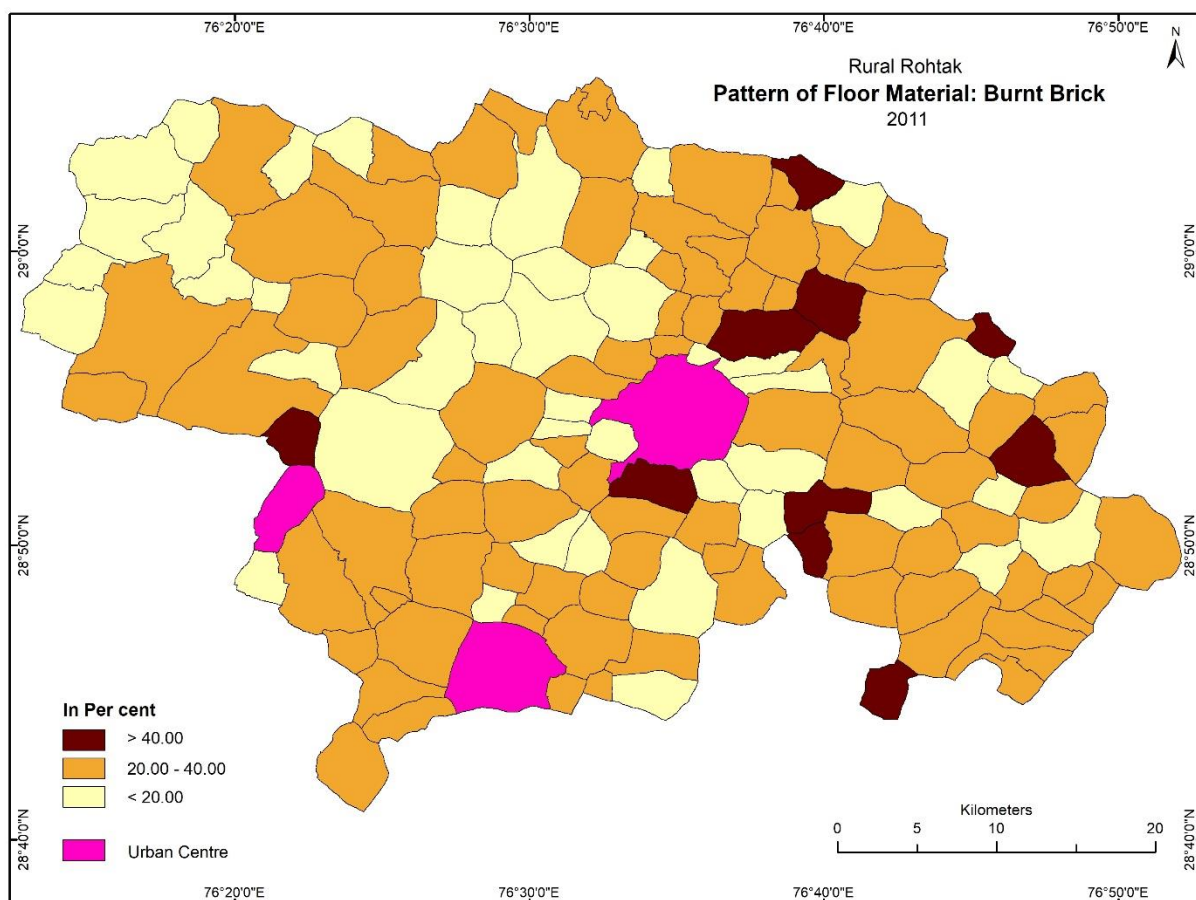 76°20'0"E 76°30'0"E 76°40'0"E 76°50'0"E
N
Rural Rohtak
Pattern of Floor Material: Burnt Brick
2011
29°0'0"N 29°0'0"N
28°50'0"N 28°50'0"N
In Per cent
> 40.00
20.00 - 40.00
< 20.00
Urban Centre
Kilometers
0 5 10 20
28°40'0"N 28°40'0"N
76°20'0"E 76°30'0"E 76°40'0"E 76°50'0"E